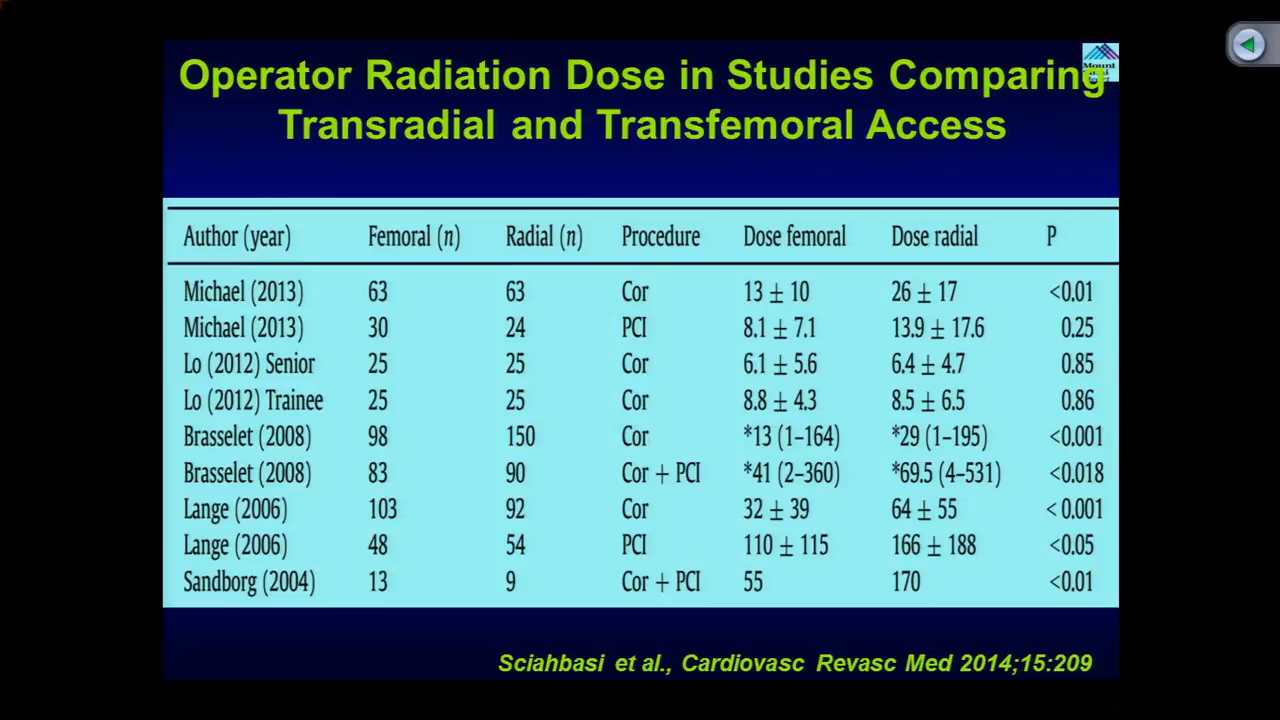 Operator Radiation Dose in Studies Comparing
Transradial and Transfemoral Access
Mount
Author (year) Femoral (n) Radial (n) Procedure Dose femoral Dose radial P
Michael (2013) 63 63 Cor 13 ± 10 26 ± 17 <0.01
Michael (2013) 30 24 PCI 8.1 ± 7.1 13.9 ± 17.6 0.25
Lo (2012) Senior 25 25 Cor 6.1 ± 5.6 6.4 ± 4.7 0.85
Lo (2012) Trainee 25 25 Cor 8.8 ± 4.3 8.5 ± 6.5 0.86
Brasselet (2008) 98 150 Cor *13 (1–164) *29 (1–195) <0.001
Brasselet (2008) 83 90 Cor + PCI *41 (2–360) *69.5 (4–531) <0.018
Lange (2006) 103 92 Cor 32 ± 39 64 ± 55 < 0.001
Lange (2006) 48 54 PCI 110 ± 115 166 ± 188 <0.05
Sandborg (2004) 13 9 Cor + PCI 55 170 <0.01
Sciahbasi et al., Cardiovasc Revasc Med 2014;15:209